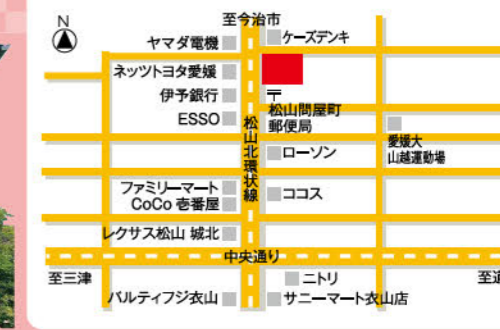 N
至今治市
ヤマダ電機
ケーズデンキ
ネッツトヨタ愛媛
伊予銀行
〒
松山問屋町
郵便局
ESSO
愛媛大
山越運動場
ローソン
松山北環状線
ファミリーマート
CoCo 壱番屋
ココス
レクサス松山 城北
中央通り
至三津
ニトリ
至道
パルティフジ衣山
サニーマート衣山店